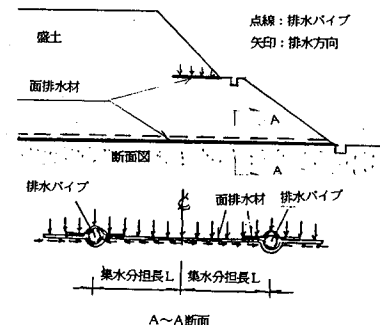 点線：排水パイプ
矢印：排水方向
盛土
面排水材
A
A
断面図
排水パイプ
面排水材
排水パイプ
℄
集水分担長L
集水分担長L
A～A断面